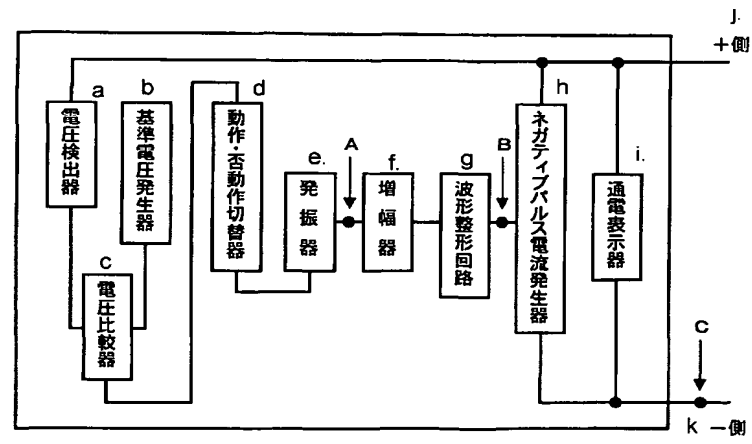 j.
＋側
a
電圧検出器
b
基準電圧発生器
c
電圧比較器
d
動作・否動作切替器
e.
発振器
A
f.
増幅器
g
波形整形回路
B
h
ネガティブパルス電流発生器
i.
通電表示器
C
k －側